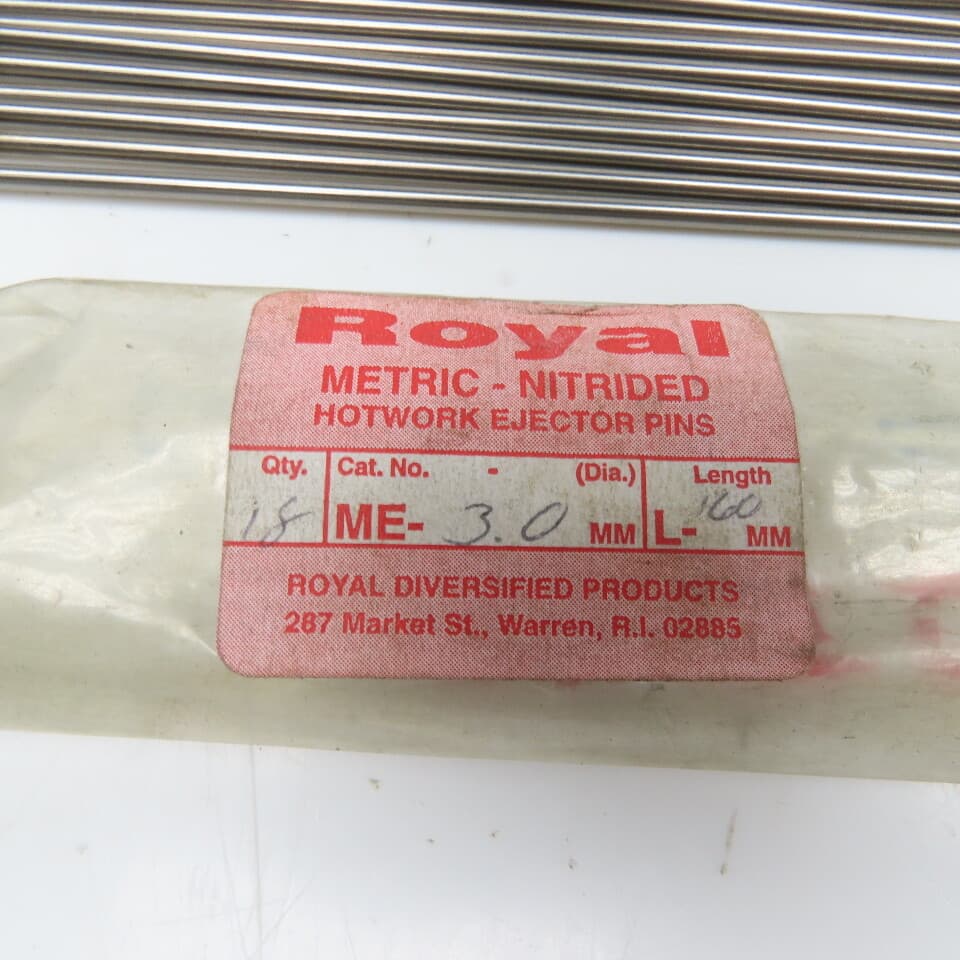 Royal
METRIC - NITRIDED
HOTWORK EJECTOR PINS
Qty. Cat. No. - (Dia.) Length
18 ME- 3.0 MM L- 160 MM
ROYAL DIVERSIFIED PRODUCTS
287 Market St., Warren, R.I. 02885